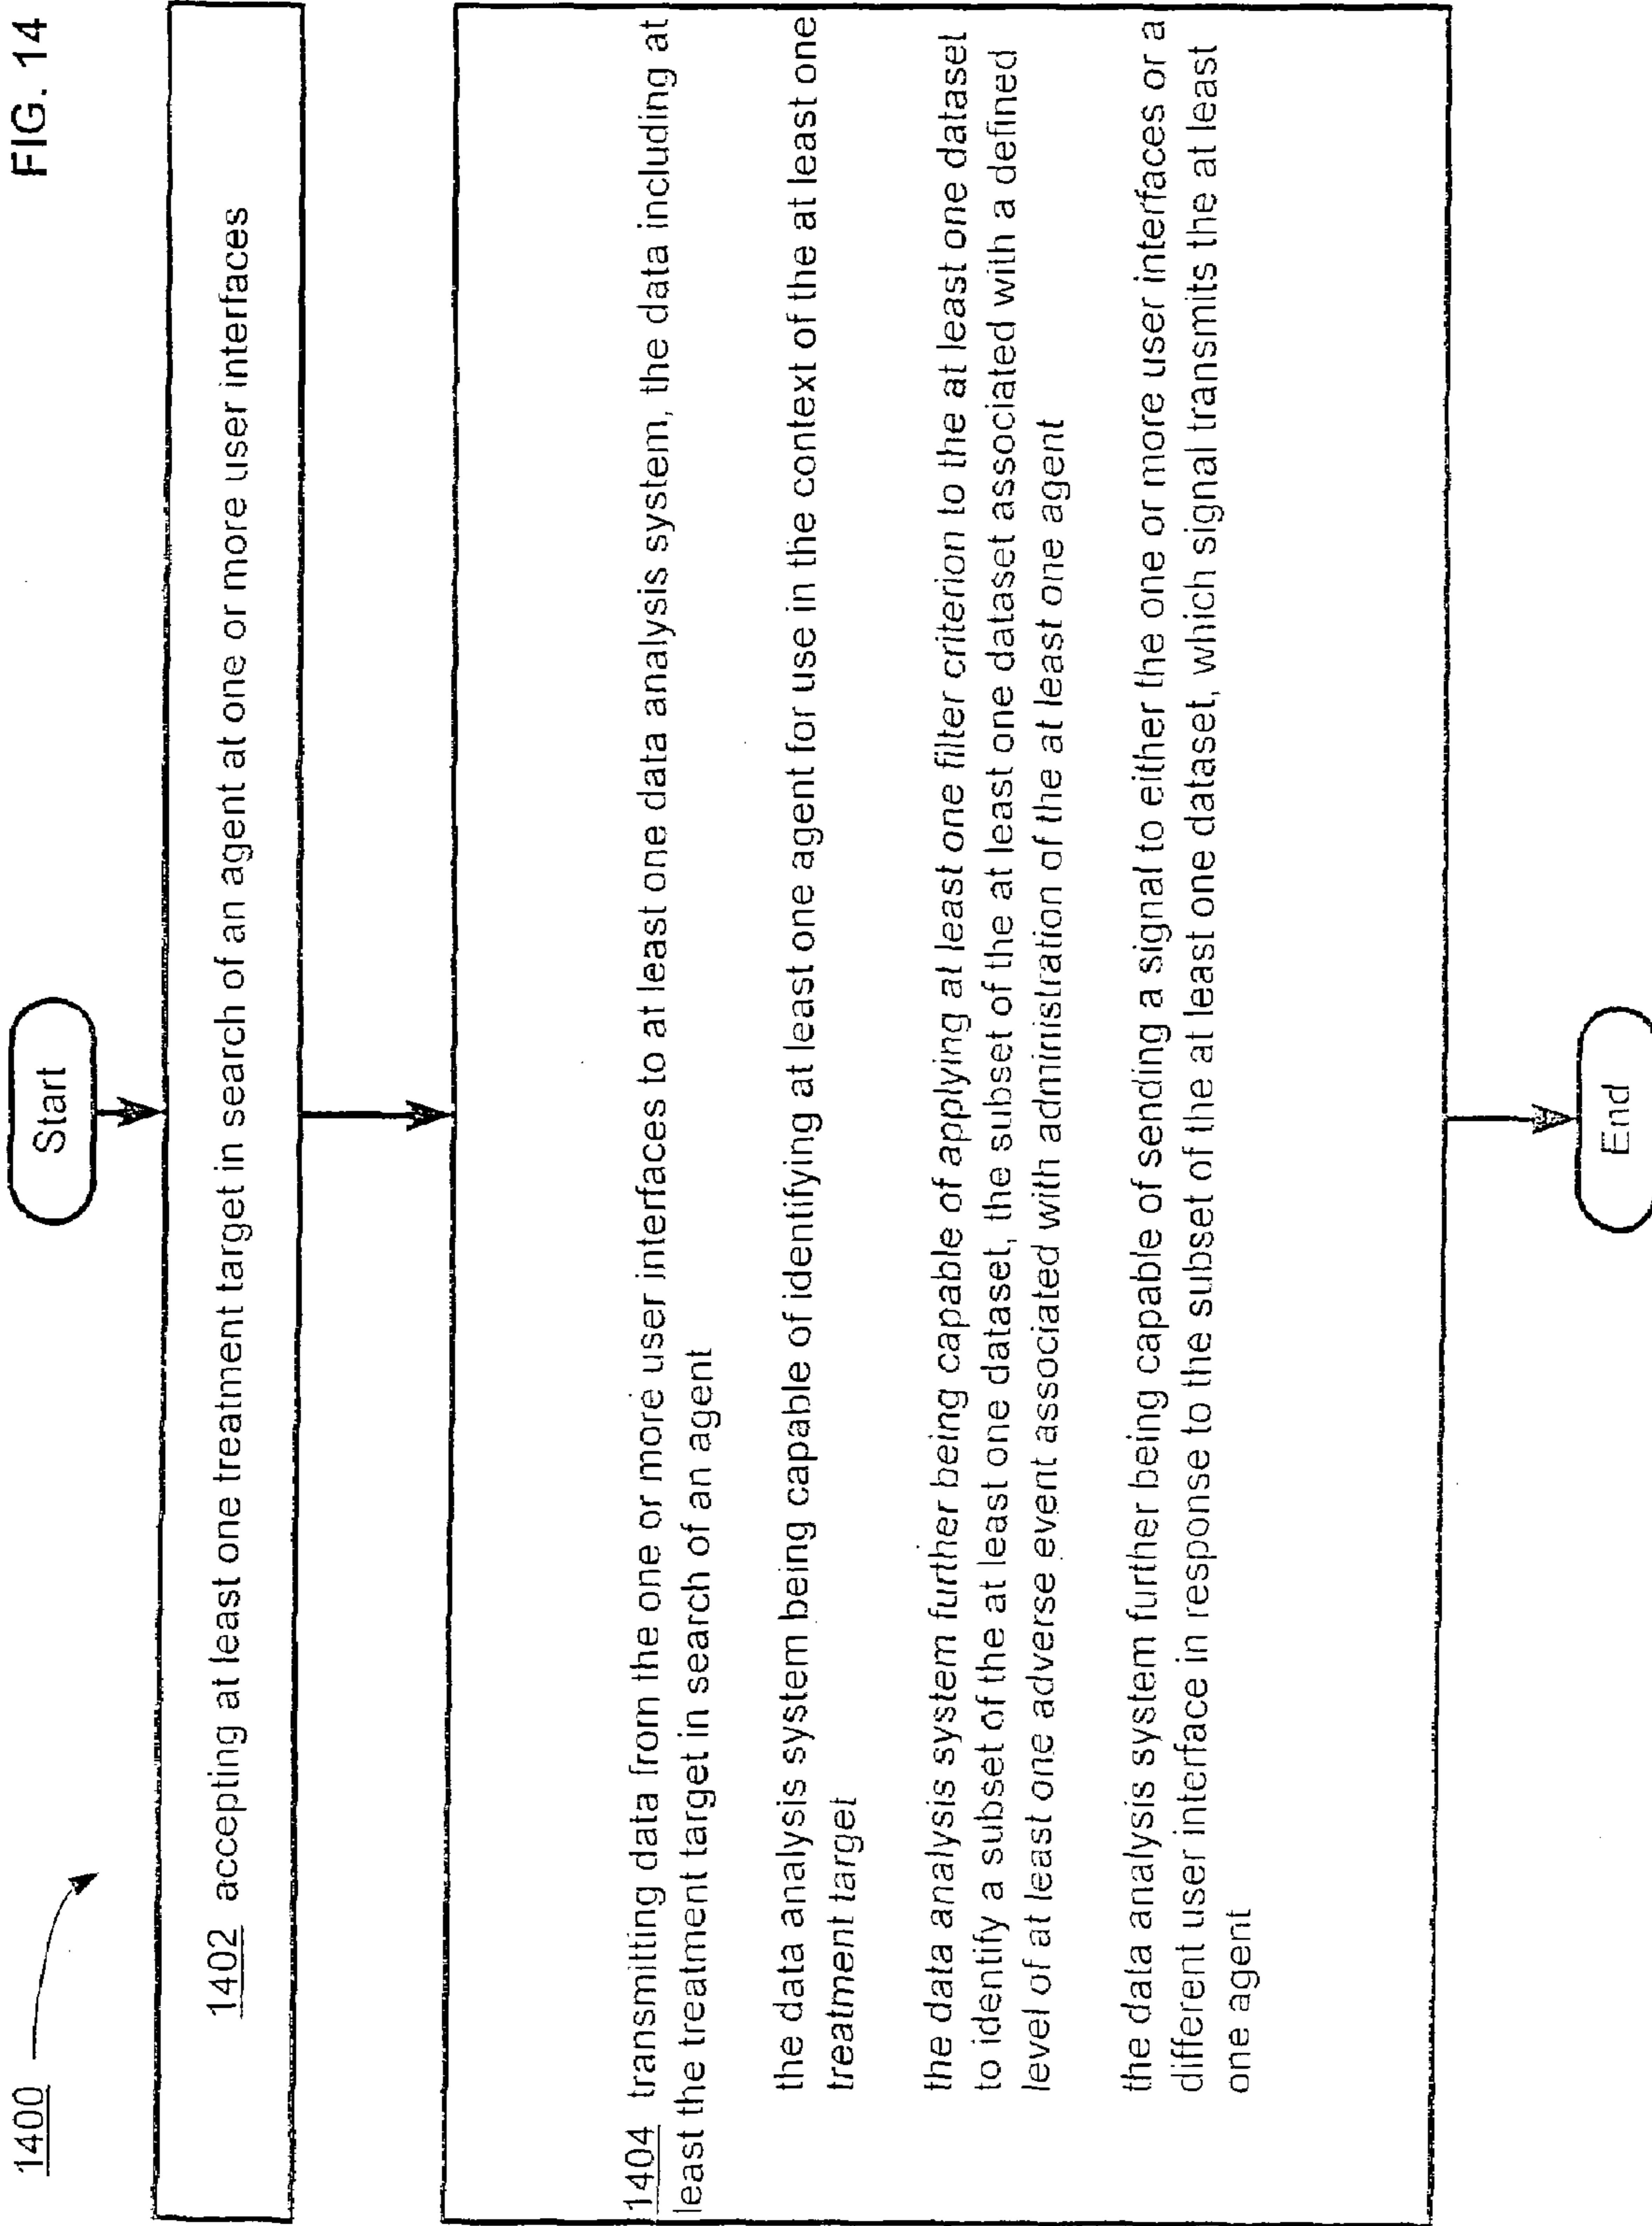 FIG. 14
1400
Start
1402 accepting at least one treatment target in search of an agent at one or more user interfaces
1404 transmitting data from the one or more user interfaces to at least one data analysis system, the data including at
least the treatment target in search of an agent
the data analysis system being capable of identifying at least one agent for use in the context of the at least one
treatment target
the data analysis system further being capable of applying at least one filter criterion to the at least one dataset
to identify a subset of the at least one dataset, the subset of the at least one dataset associated with a defined
level of at least one adverse event associated with administration of the at least one agent
the data analysis system further being capable of sending a signal to either the one or more user interfaces or a
different user interface in response to the subset of the at least one dataset, which signal transmits the at least
one agent
End